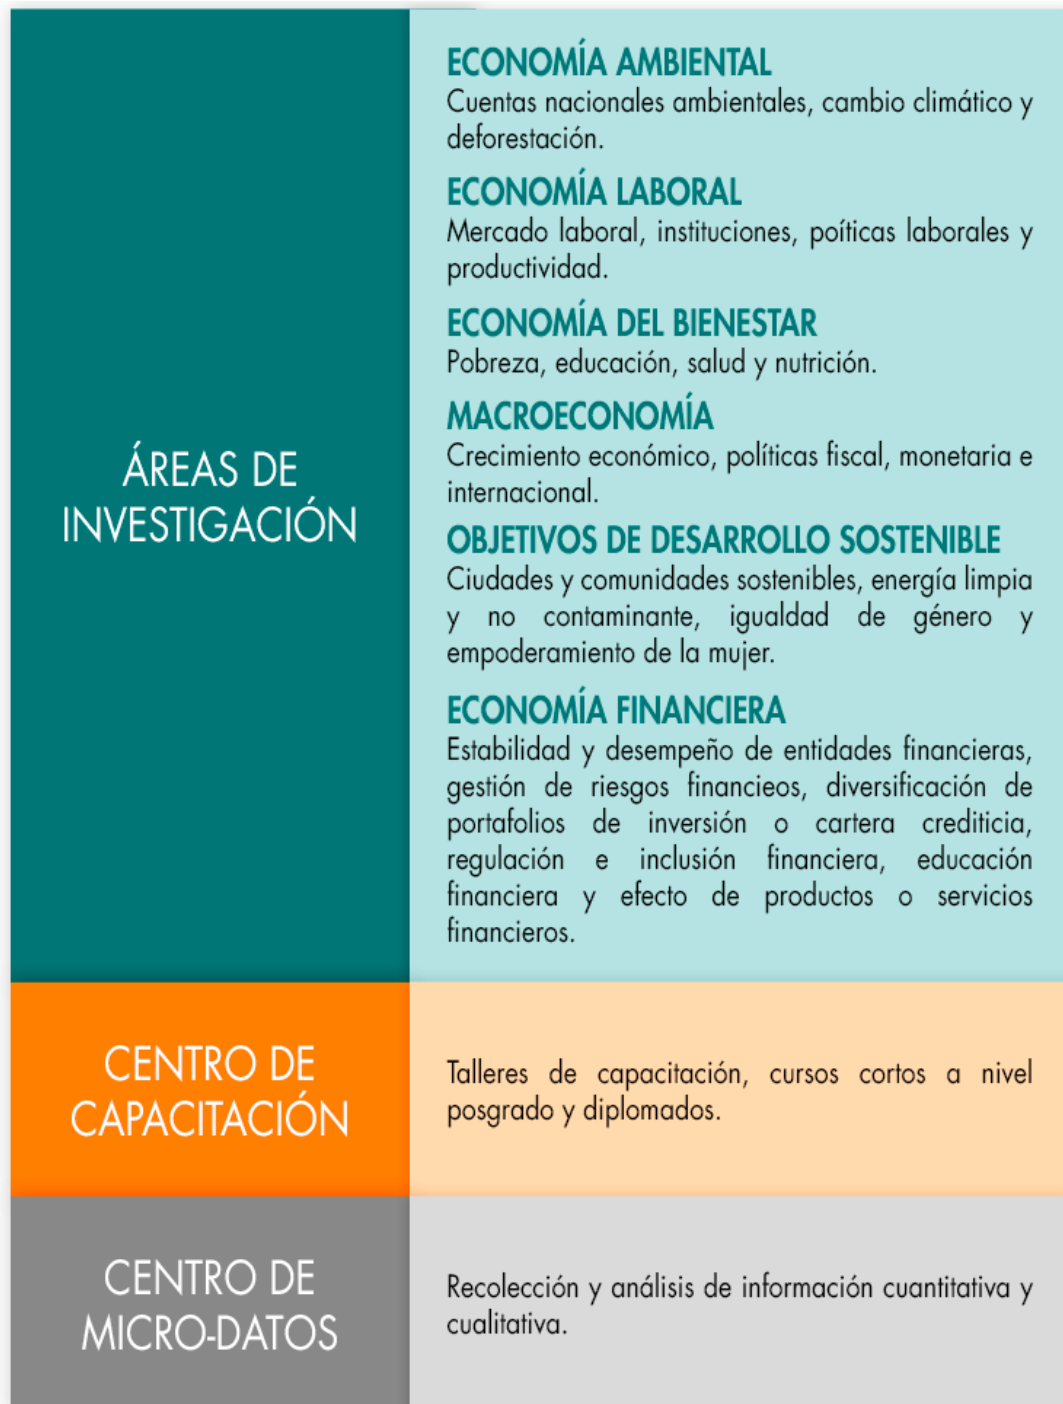 ÁREAS DE
INVESTIGACIÓN
ECONOMÍA AMBIENTAL
Cuentas nacionales ambientales, cambio climático y
deforestación.
ECONOMÍA LABORAL
Mercado laboral, instituciones, poíticas laborales y
productividad.
ECONOMÍA DEL BIENESTAR
Pobreza, educación, salud y nutrición.
MACROECONOMÍA
Crecimiento económico, políticas fiscal, monetaria e
internacional.
OBJETIVOS DE DESARROLLO SOSTENIBLE
Ciudades y comunidades sostenibles, energía limpia
y no contaminante, igualdad de género y
empoderamiento de la mujer.
ECONOMÍA FINANCIERA
Estabilidad y desempeño de entidades financieras,
gestión de riesgos financieos, diversificación de
portafolios de inversión o cartera crediticia,
regulación e inclusión financiera, educación
financiera y efecto de productos o servicios
financieros.
CENTRO DE
CAPACITACIÓN
Talleres de capacitación, cursos cortos a nivel
posgrado y diplomados.
CENTRO DE
MICRO-DATOS
Recolección y análisis de información cuantitativa y
cualitativa.